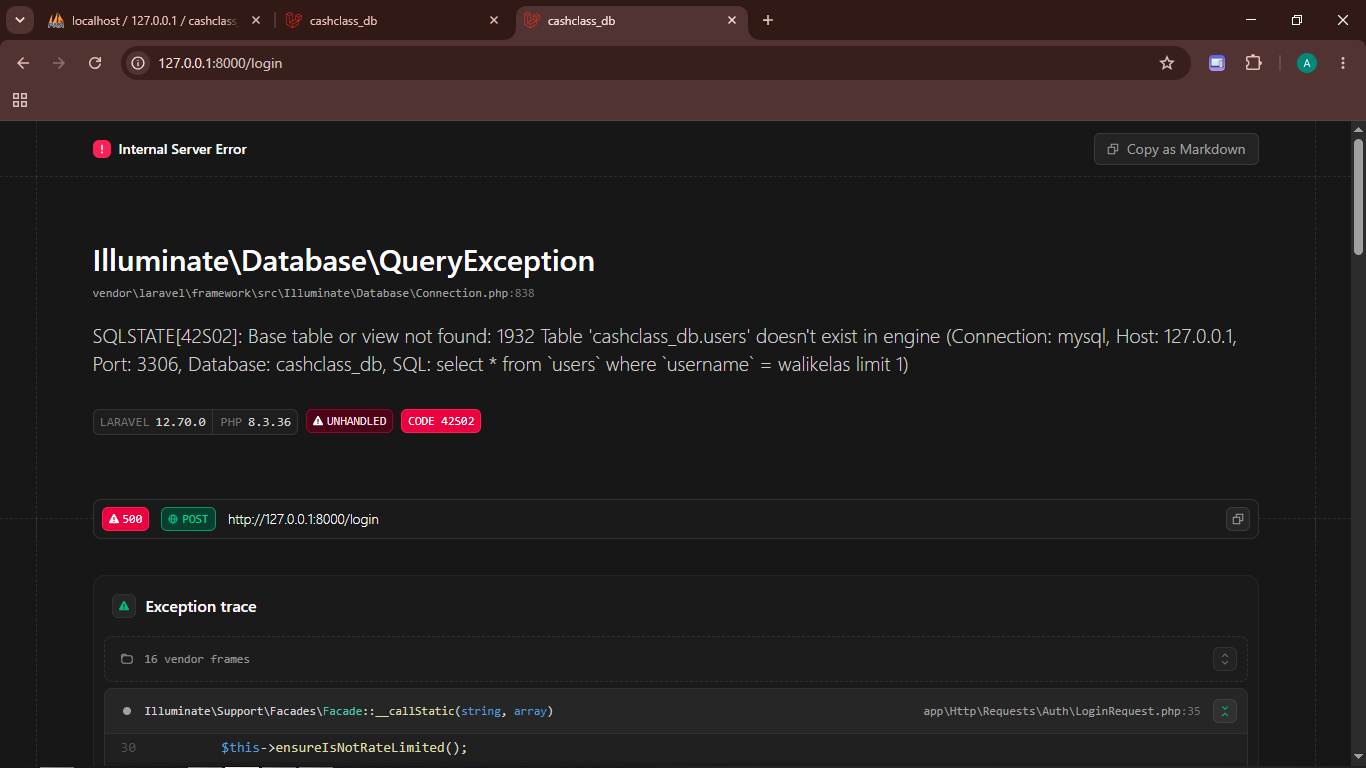 localhost / 127.0.0.1 / cashclass
cashclass_db
cashclass_db
127.0.0.1:8000/login
A
Internal Server Error
Copy as Markdown
Illuminate\Database\QueryException
vendor\laravel\framework\src\Illuminate\Database\Connection.php:838
SQLSTATE[42S02]: Base table or view not found: 1932 Table 'cashclass_db.users' doesn't exist in engine (Connection: mysql, Host: 127.0.0.1,
Port: 3306, Database: cashclass_db, SQL: select * from `users` where `username` = walikelas limit 1)
LARAVEL 12.70.0 PHP 8.3.36 UNHANDLED CODE 42S02
500 POST http://127.0.0.1:8000/login
Exception trace
16 vendor frames
Illuminate\Support\Facades\Facade::__callStatic(string, array) app\Http\Requests\Auth\LoginRequest.php:35
30 $this->ensureIsNotRateLimited();